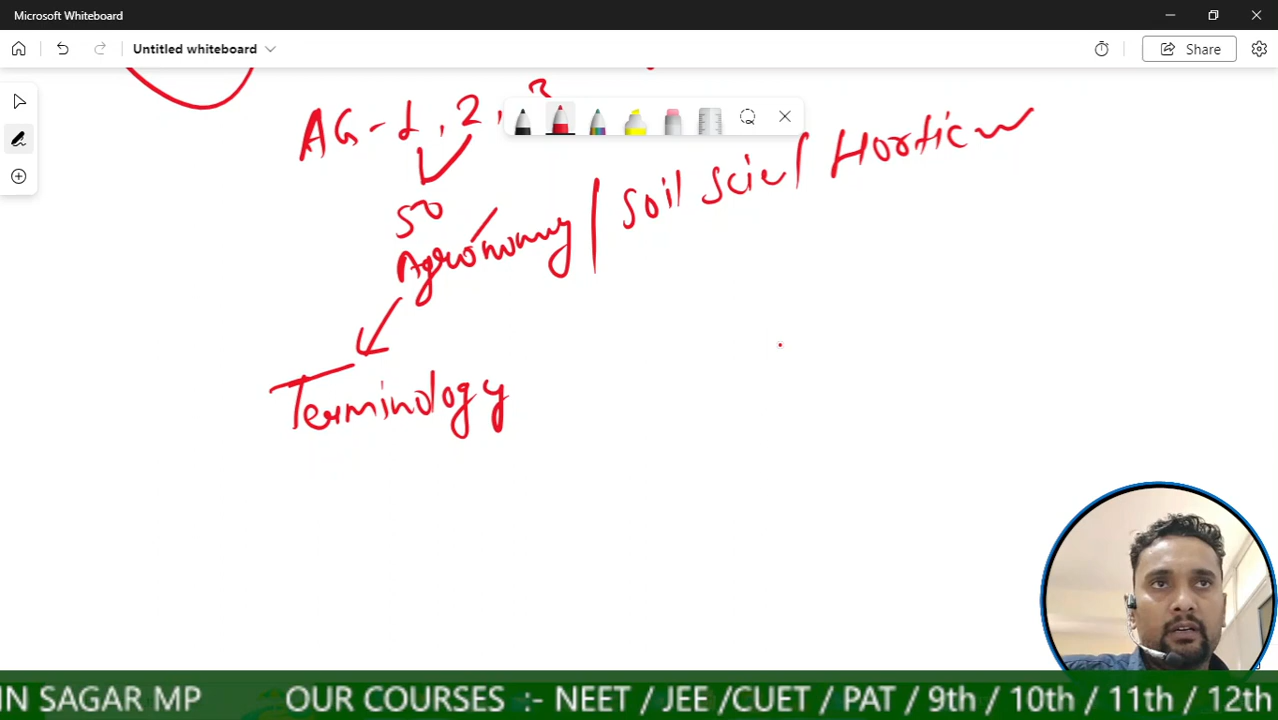 Microsoft Whiteboard
Untitled whiteboard
Share
AG - 1, 2,
50
Agronomy / Soil Scie / Horticu
Terminology
IN SAGAR MP OUR COURSES :- NEET / JEE /CUET / PAT / 9th / 10th / 11th / 12th